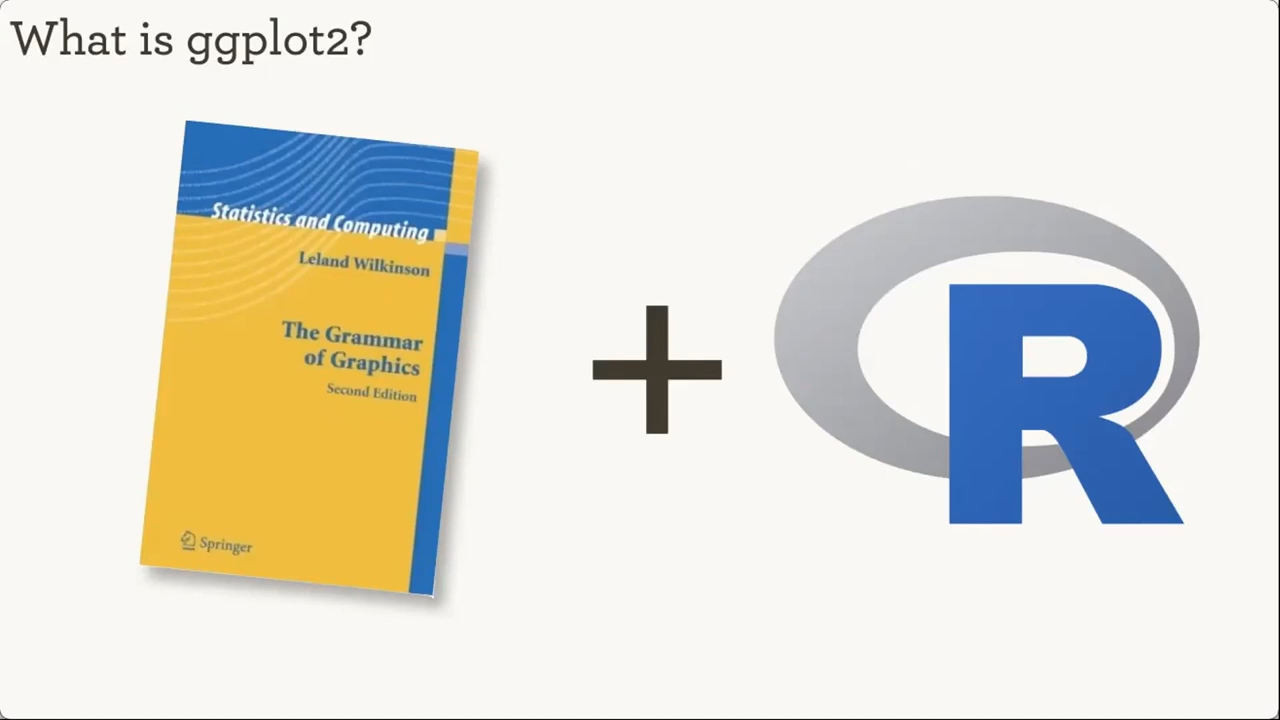 What is ggplot2?
Statistics and Computing
Leland Wilkinson
The Grammar
of Graphics
Second Edition
Springer
R